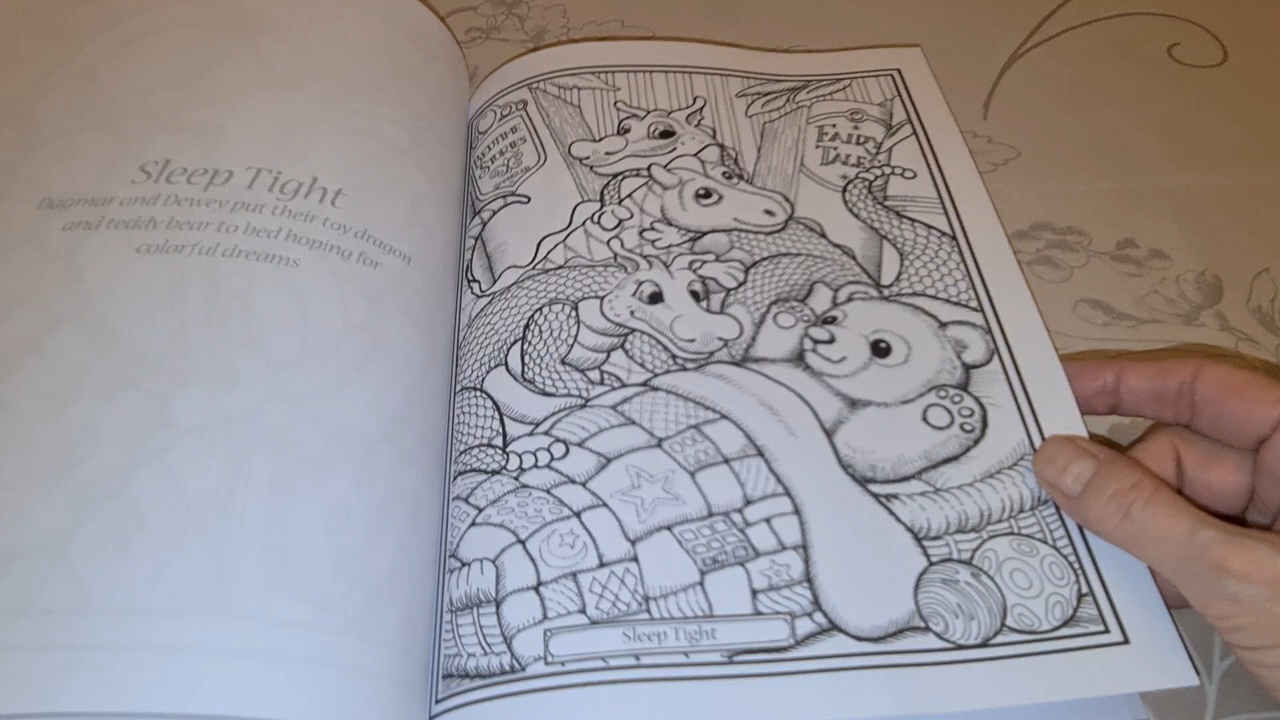 Sleep Tight
Dagmar and Dewey put their toy dragon
and teddy bear to bed hoping for
colorful dreams
BEDTIME
STORIES
FAIRY
TALES
Sleep Tight